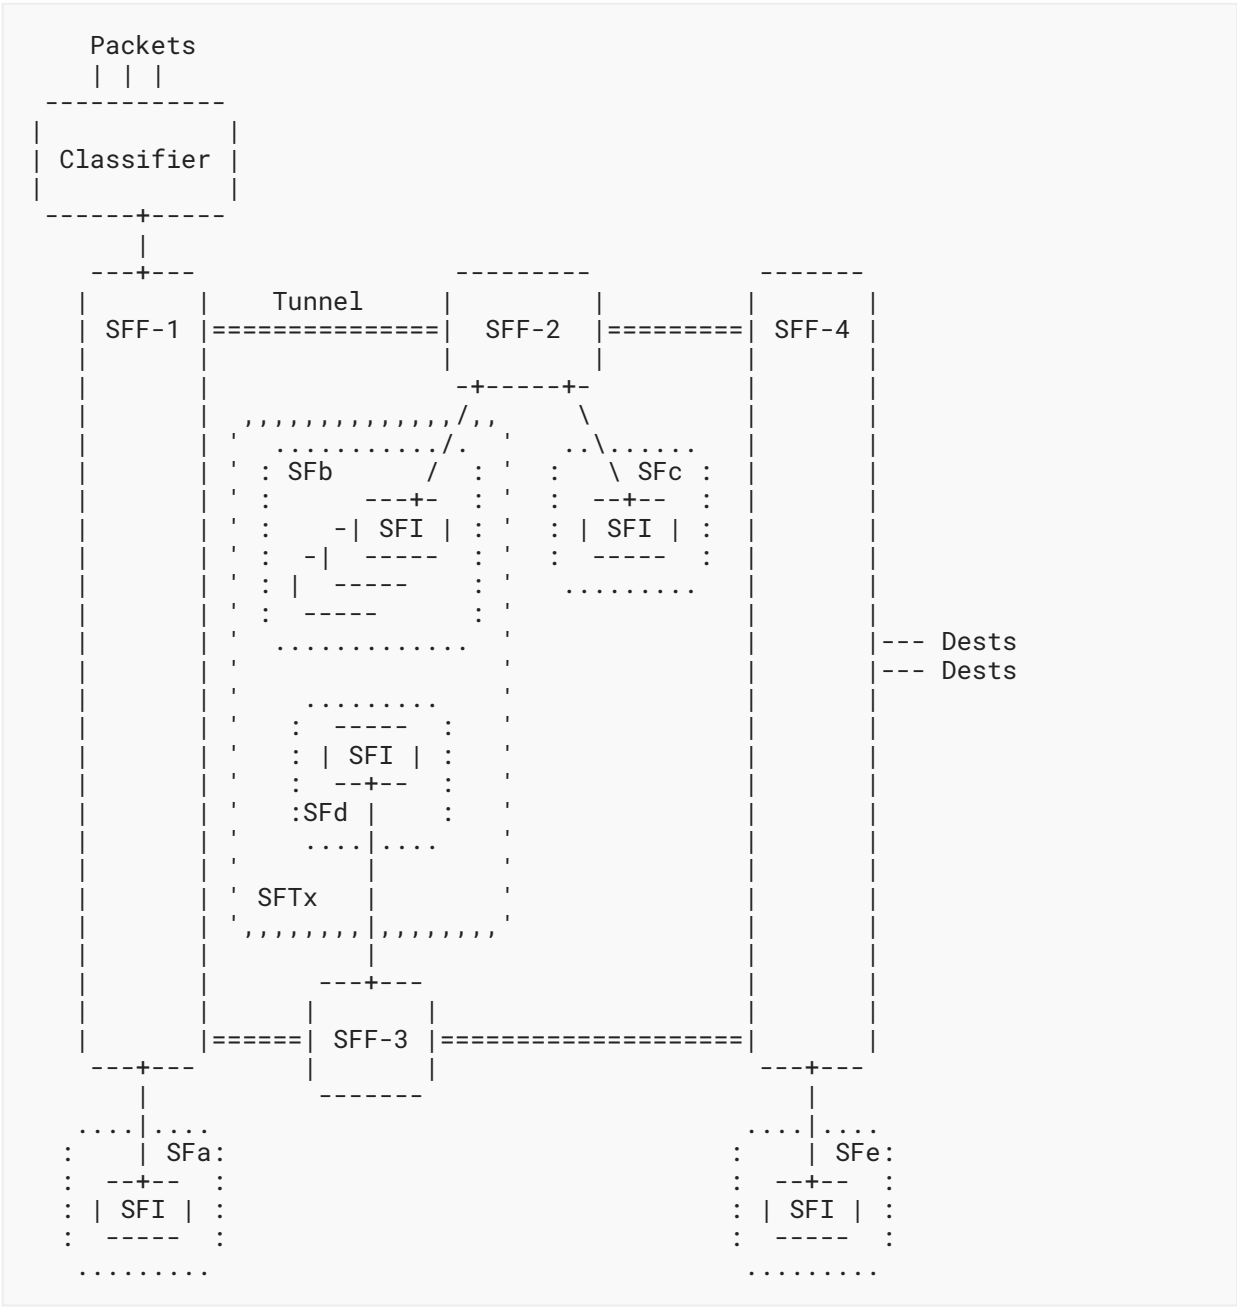 Packets
Classifier
Tunnel
SFF-1 SFF-2 SFF-4
SFb SFc
SFI SFI
Dests
Dests
SFI
SFd
SFTx
SFF-3
SFa SFe
SFI SFI